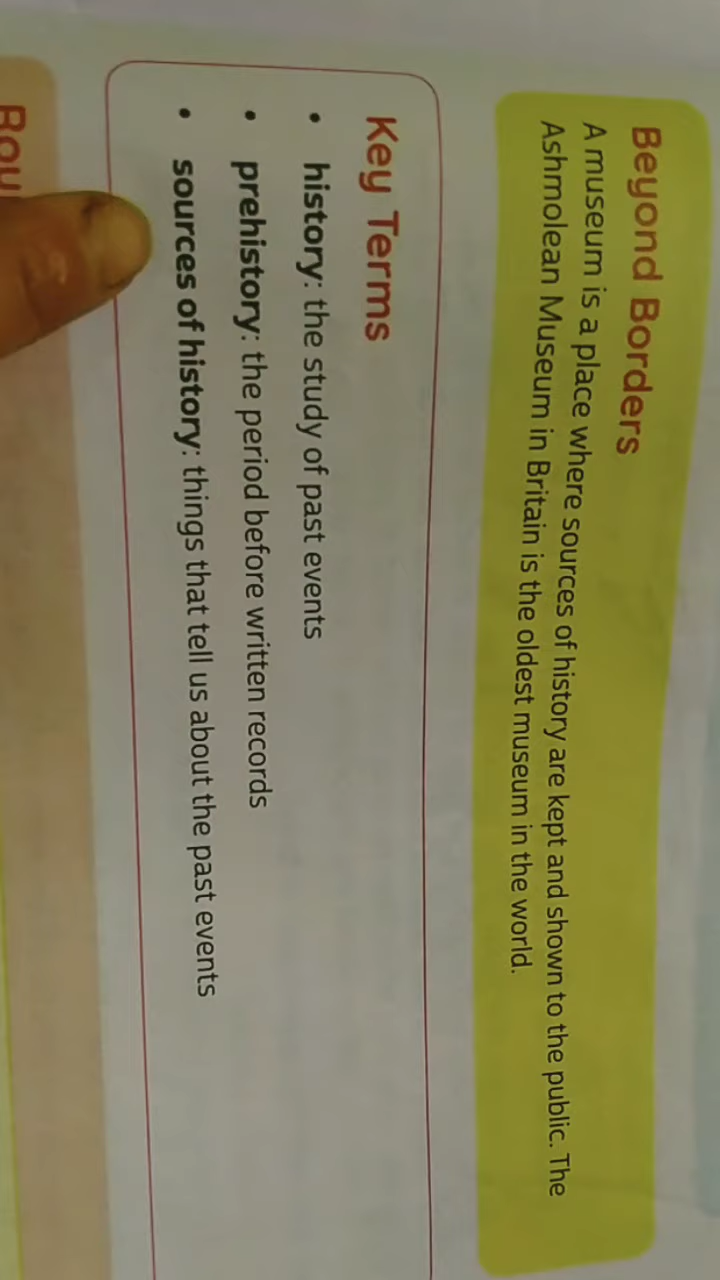 Beyond Borders
A museum is a place where sources of history are kept and shown to the public. The
Ashmolean Museum in Britain is the oldest museum in the world.
Key Terms
• history: the study of past events
• prehistory: the period before written records
• sources of history: things that tell us about the past events